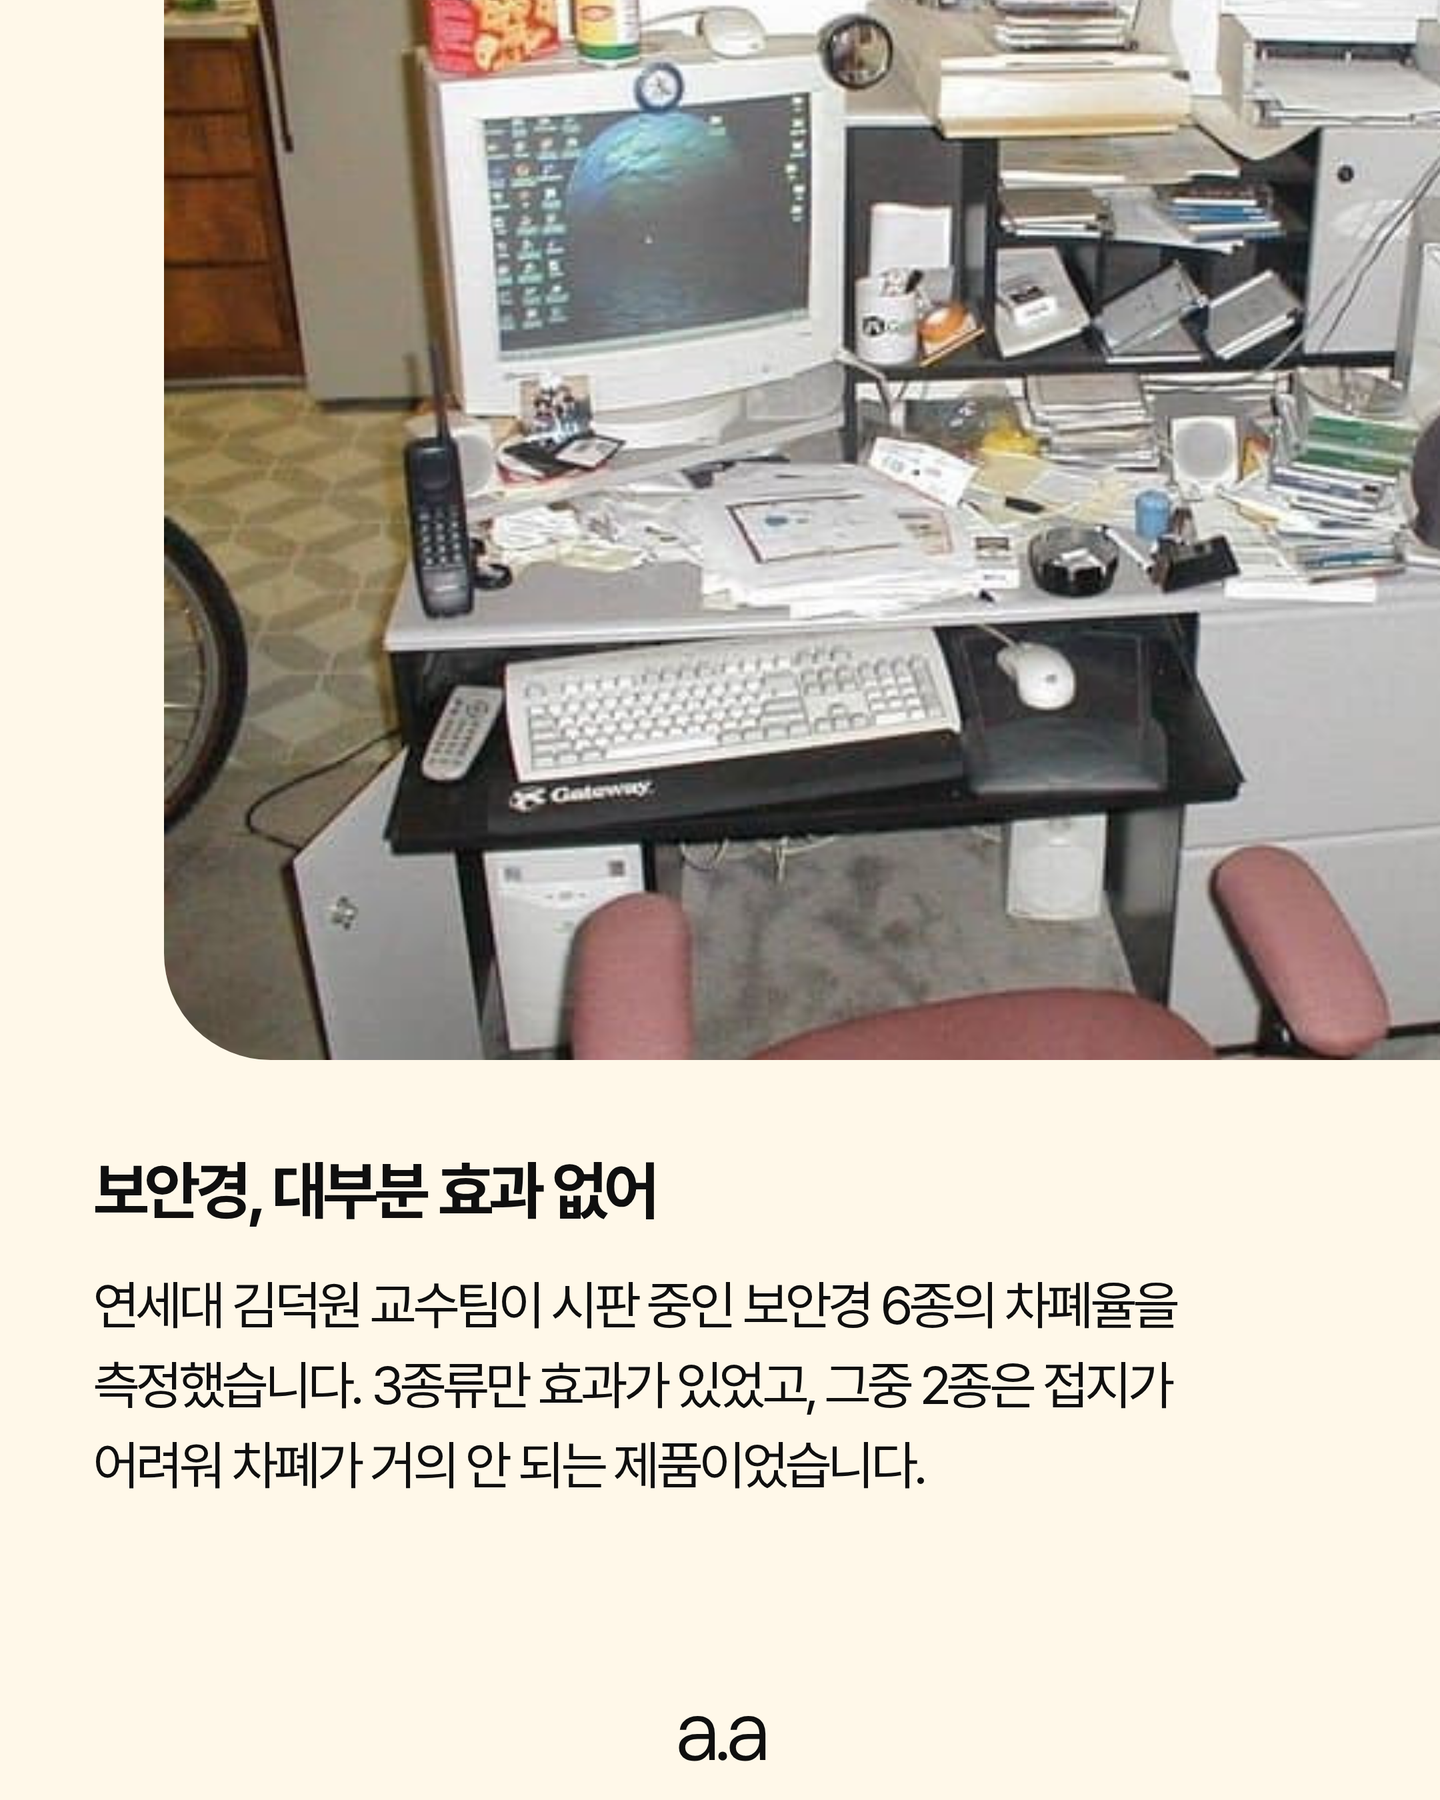 Gateway
보안경, 대부분 효과 없어
연세대 김덕원 교수팀이 시판 중인 보안경 6종의 차폐율을
측정했습니다. 3종류만 효과가 있었고, 그중 2종은 접지가
어려워 차폐가 거의 안 되는 제품이었습니다.
a.a